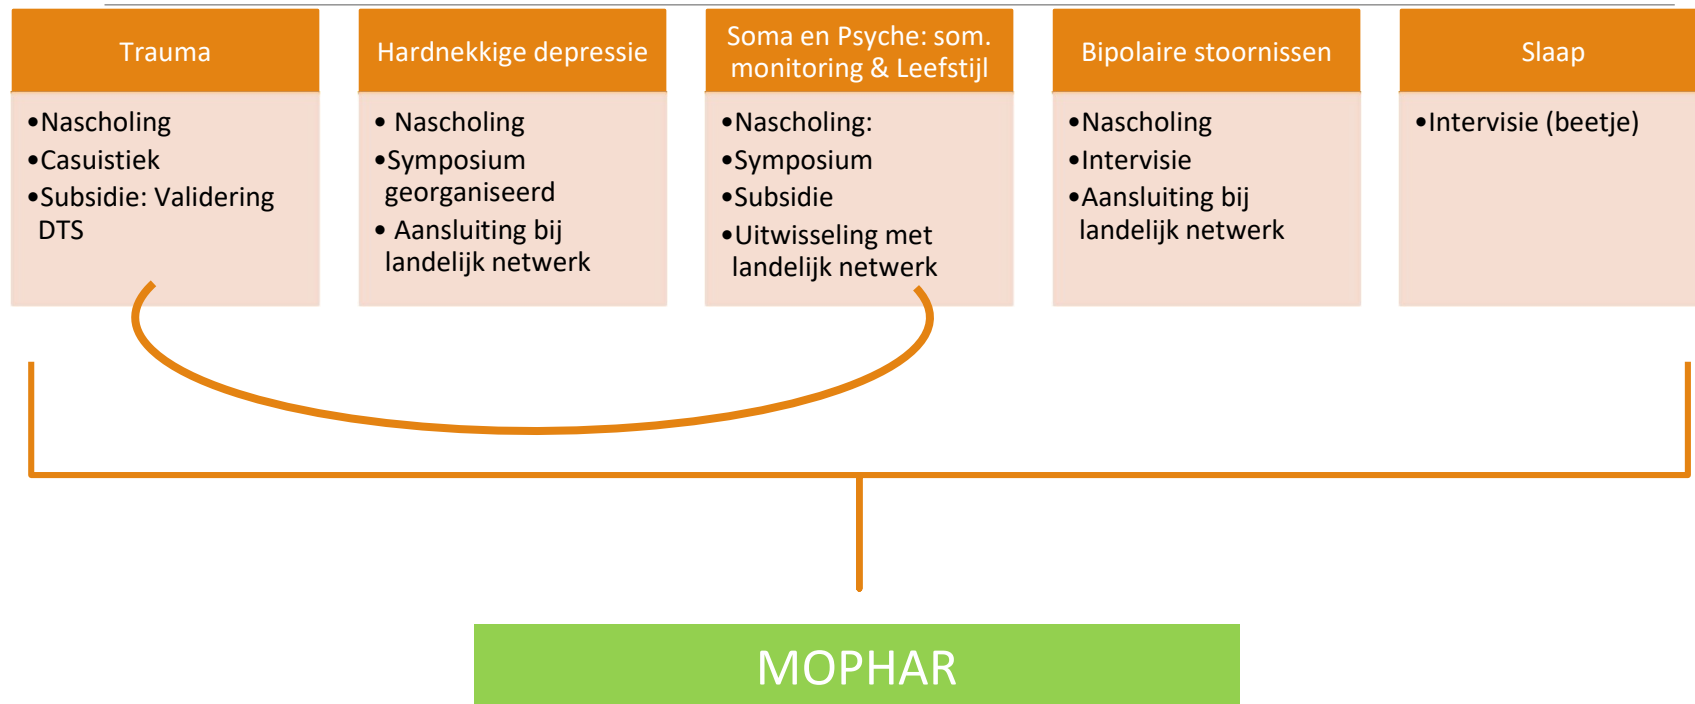 Trauma
•Nascholing
•Casuistiek
•Subsidie: Validering
DTS
Hardnekkige depressie
• Nascholing
•Symposium
georganiseerd
• Aansluiting bij
landelijk netwerk
Soma en Psyche: som.
monitoring & Leefstijl
•Nascholing:
•Symposium
•Subsidie
•Uitwisseling met
landelijk netwerk
Bipolaire stoornissen
•Nascholing
•Intervisie
•Aansluiting bij
landelijk netwerk
Slaap
•Intervisie (beetje)
MOPHAR